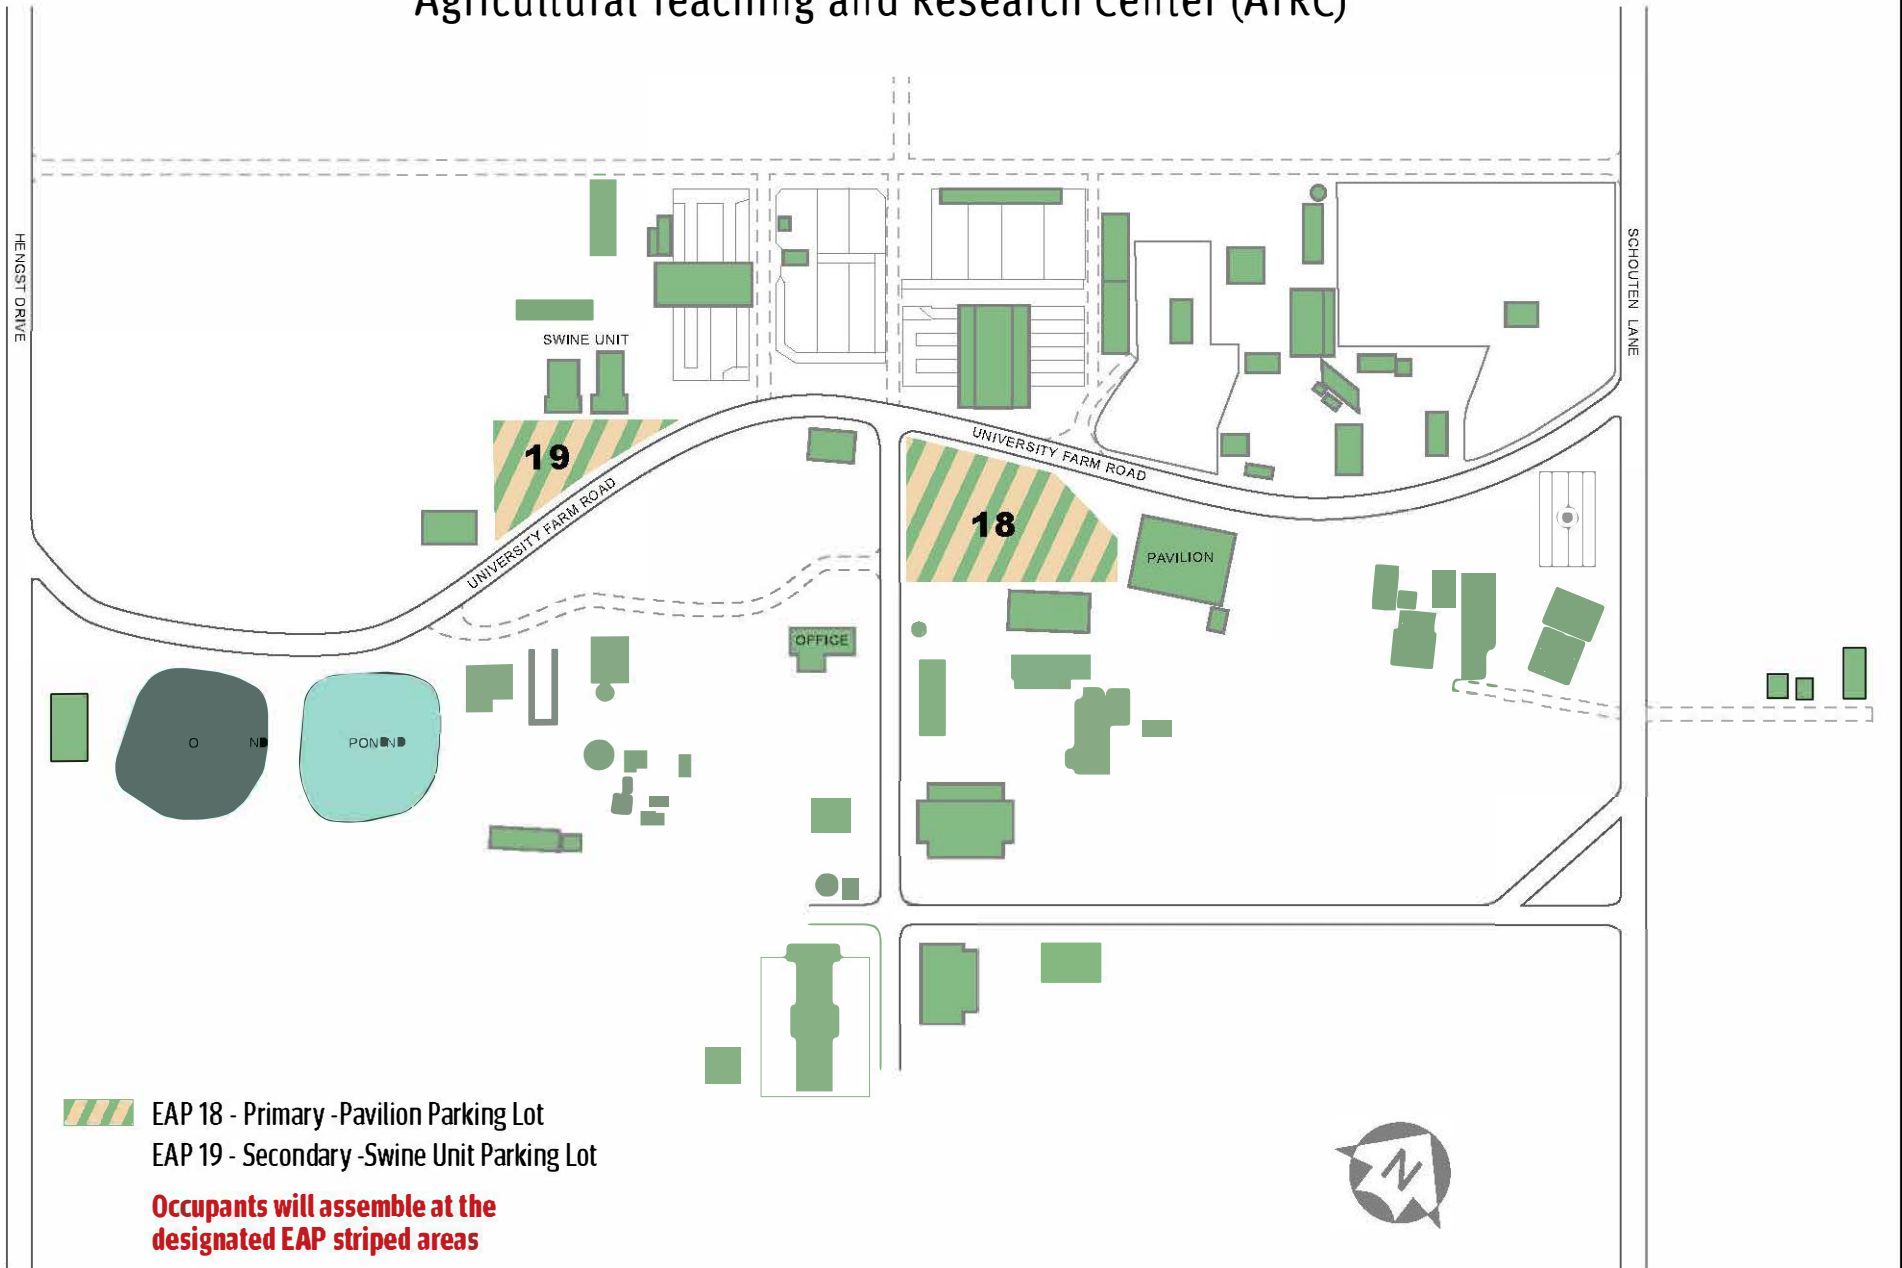 Agricultural Teaching and Research Center (ATRC)
HENGST DRIVE
SCHOUTEN LANE
SWINE UNIT
19
UNIVERSITY FARM ROAD
UNIVERSITY FARM ROAD
18
PAVILION
OFFICE
O ND
PON
EAP 18 - Primary -Pavilion Parking Lot
EAP 19 - Secondary -Swine Unit Parking Lot
Occupants will assemble at the
designated EAP striped areas
N